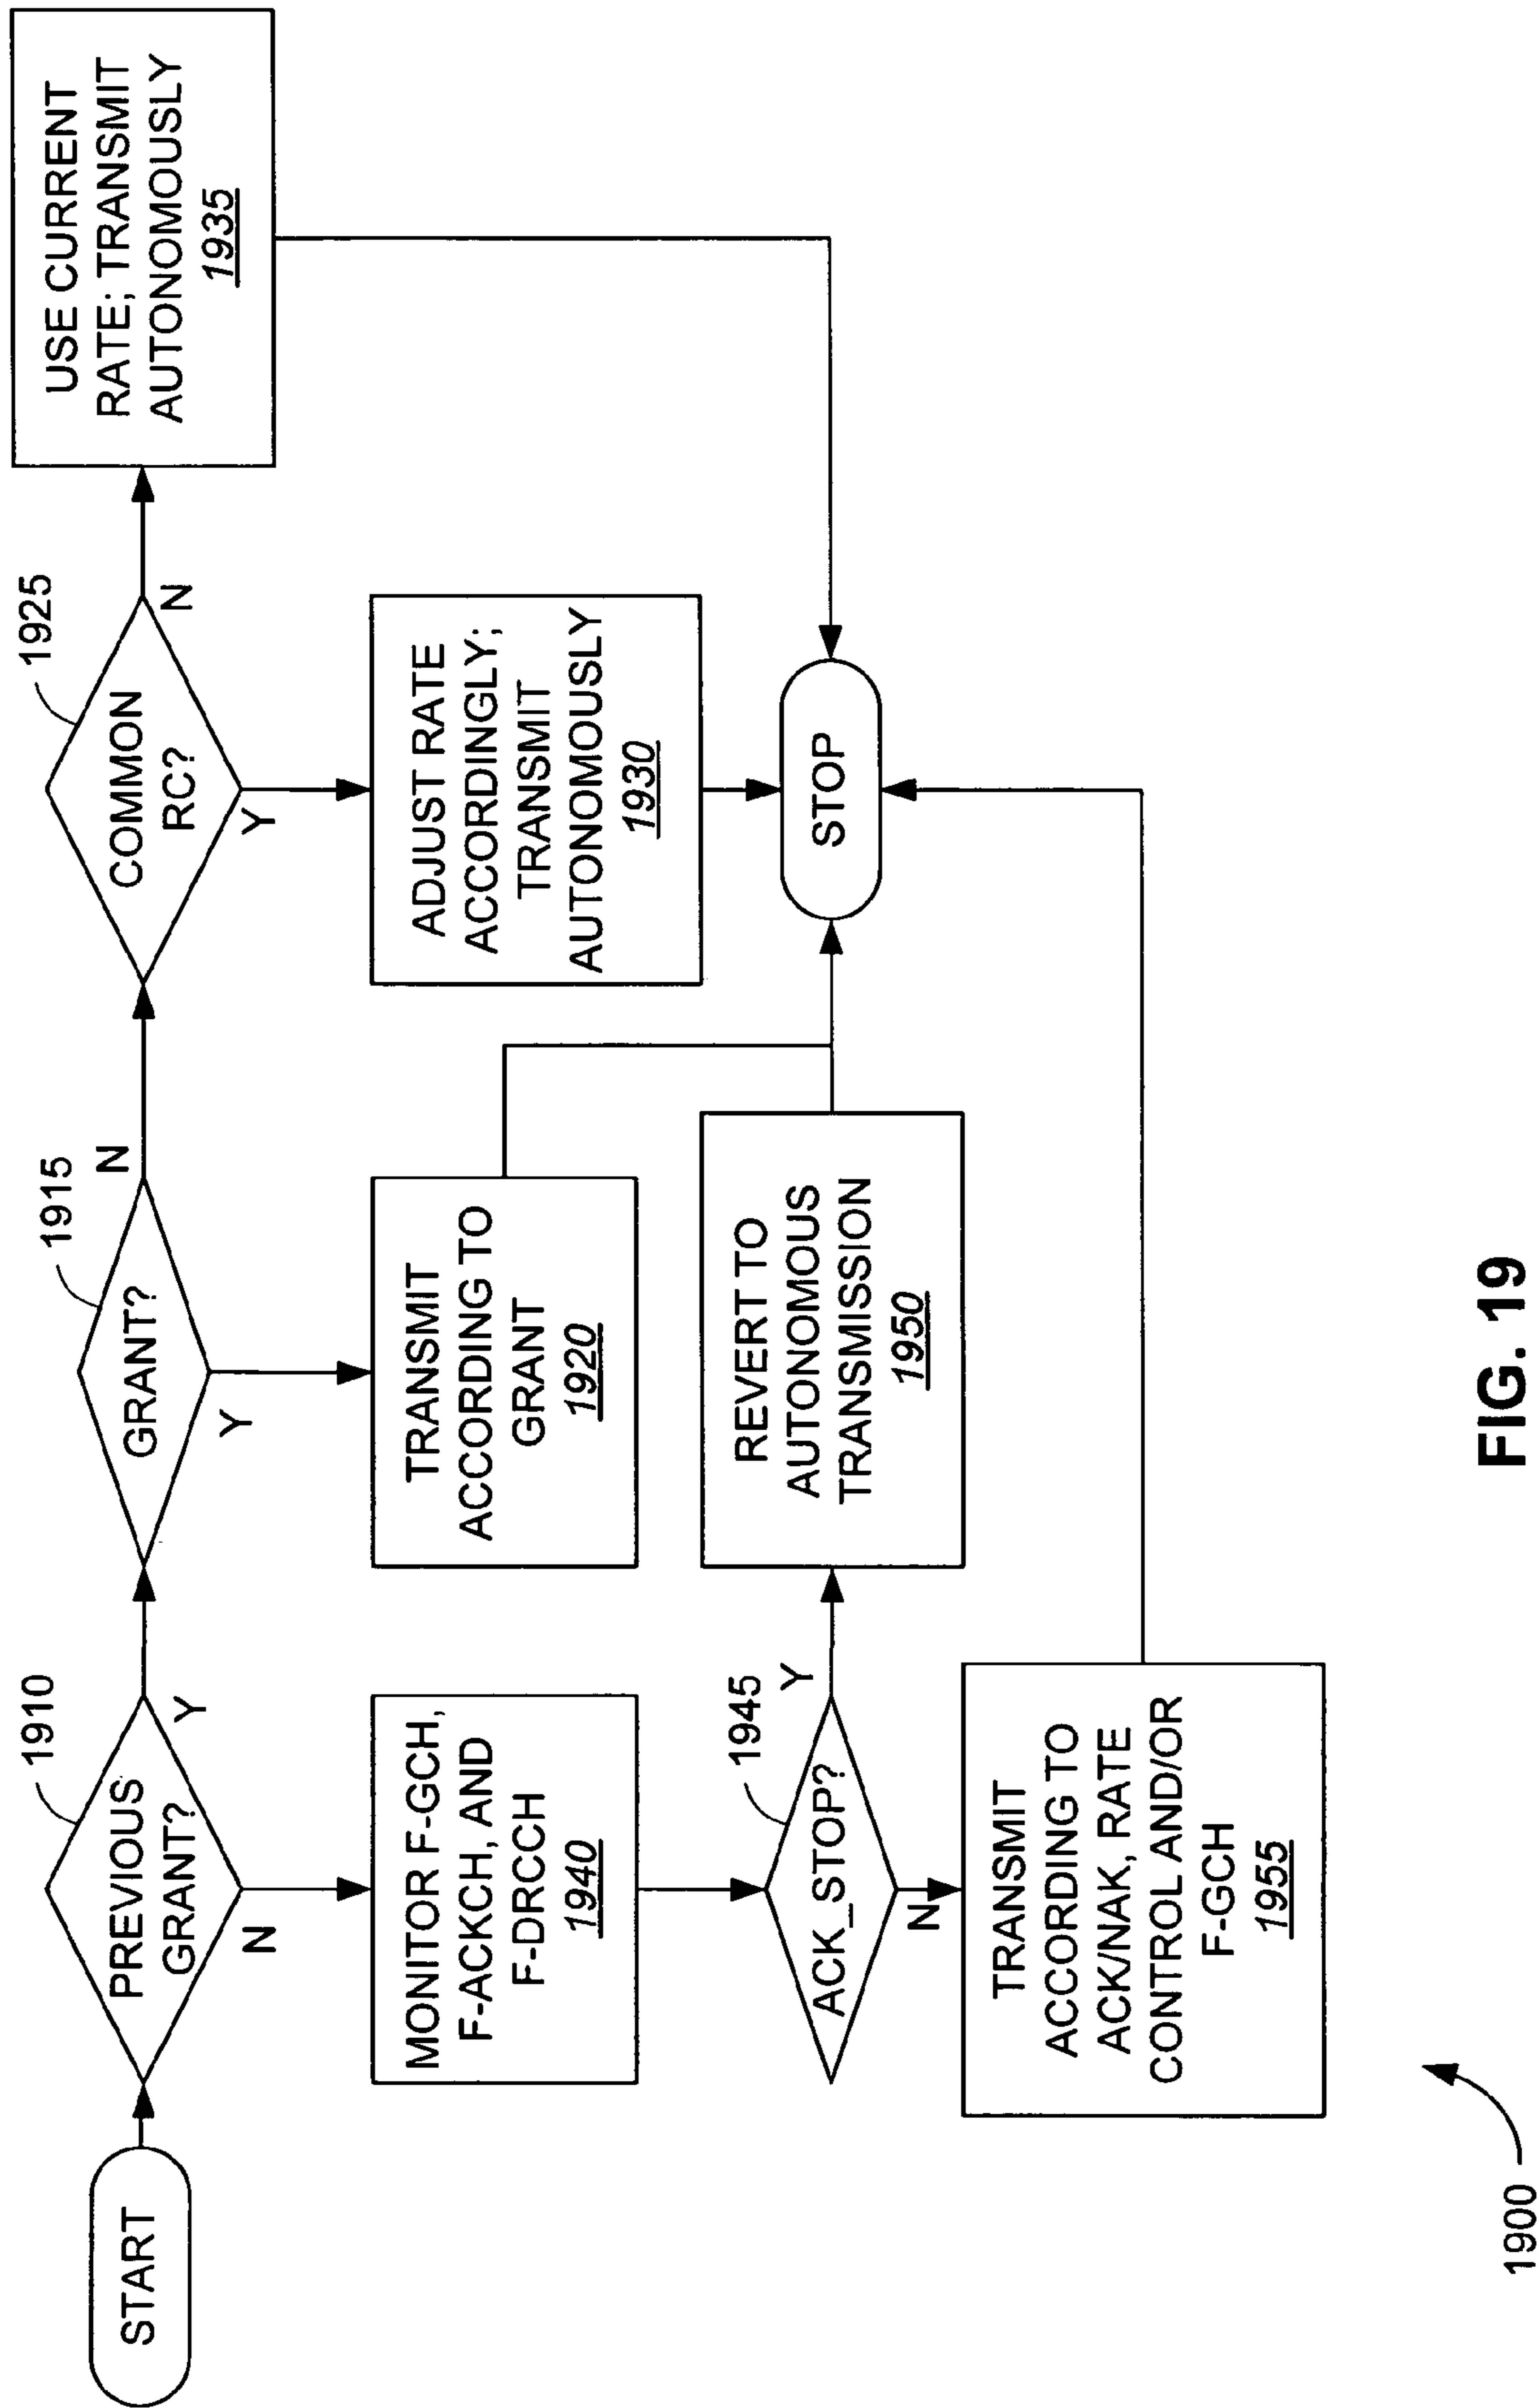 START
1910
PREVIOUS
GRANT?
Y
N
1915
GRANT?
N
Y
1925
COMMON
RC?
N
Y
USE CURRENT
RATE; TRANSMIT
AUTONOMOUSLY
1935
MONITOR F-GCH,
F-ACKCH, AND
F-DRCCH
1940
TRANSMIT
ACCORDING TO
GRANT
1920
ADJUST RATE
ACCORDINGLY;
TRANSMIT
AUTONOMOUSLY
1930
1945
ACK_STOP?
Y
N
REVERT TO
AUTONOMOUS
TRANSMISSION
1950
STOP
TRANSMIT
ACCORDING TO
ACK/NAK, RATE
CONTROL AND/OR
F-GCH
1955
1900
FIG. 19